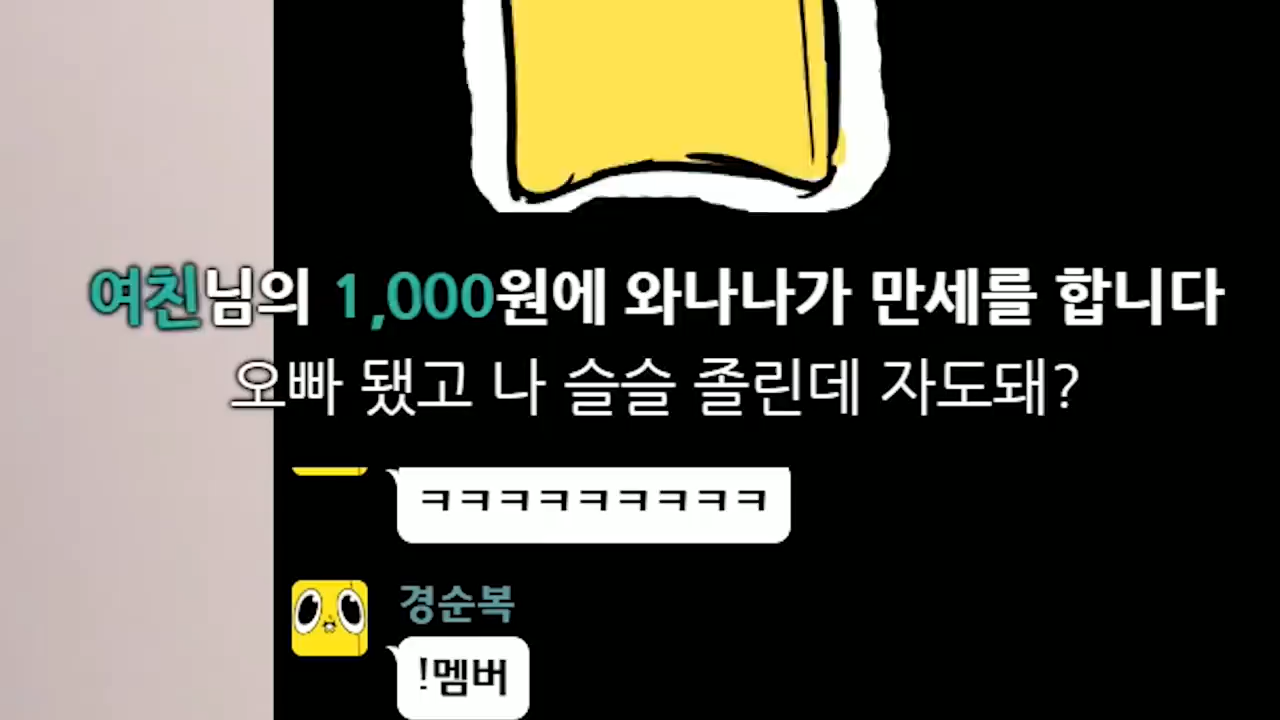 여친님의 1,000원에 와나나가 만세를 합니다
오빠 됐고 나 슬슬 졸린데 자도돼?
ㅋㅋㅋㅋㅋㅋㅋㅋㅋ
경순복
!멤버